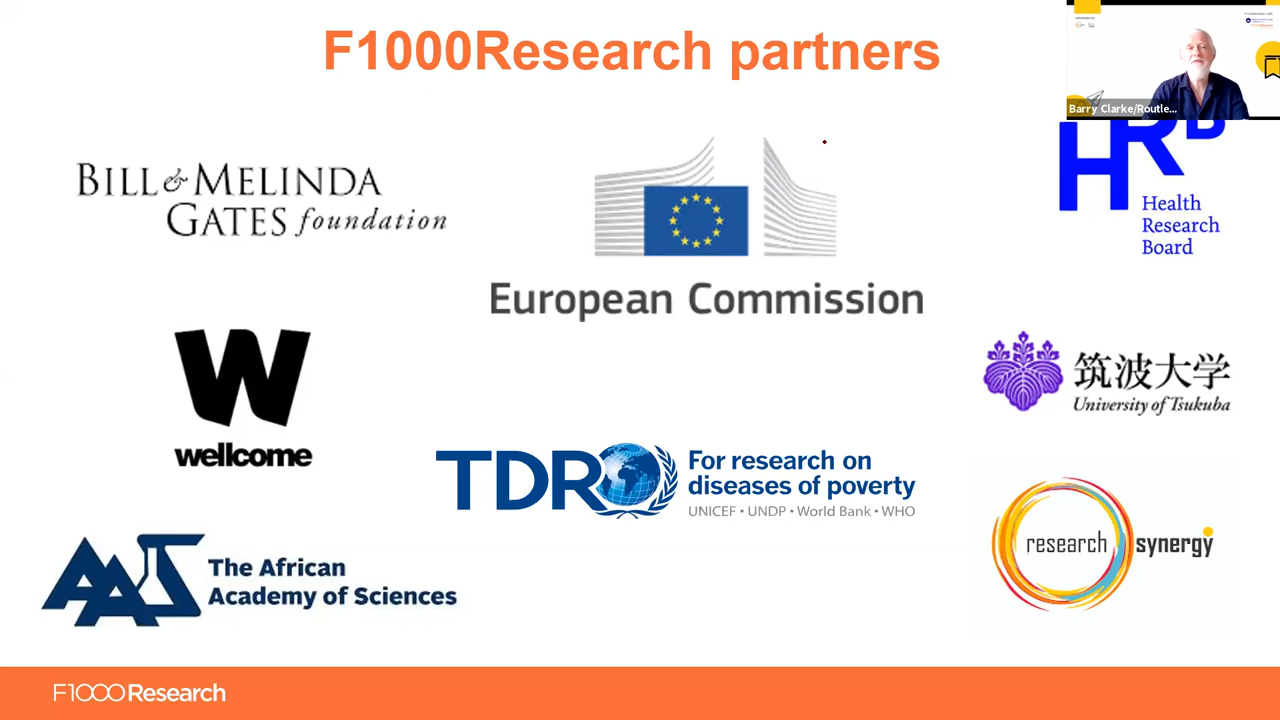 F1000Research partners
Barry Clarke/Routle...
BILL & MELINDA
GATES foundation
European Commission
HRB
Health
Research
Board
W
wellcome
筑波大学
University of Tsukuba
TDR
For research on
diseases of poverty
UNICEF • UNDP • World Bank • WHO
research synergy
AAS
The African
Academy of Sciences
F1000Research